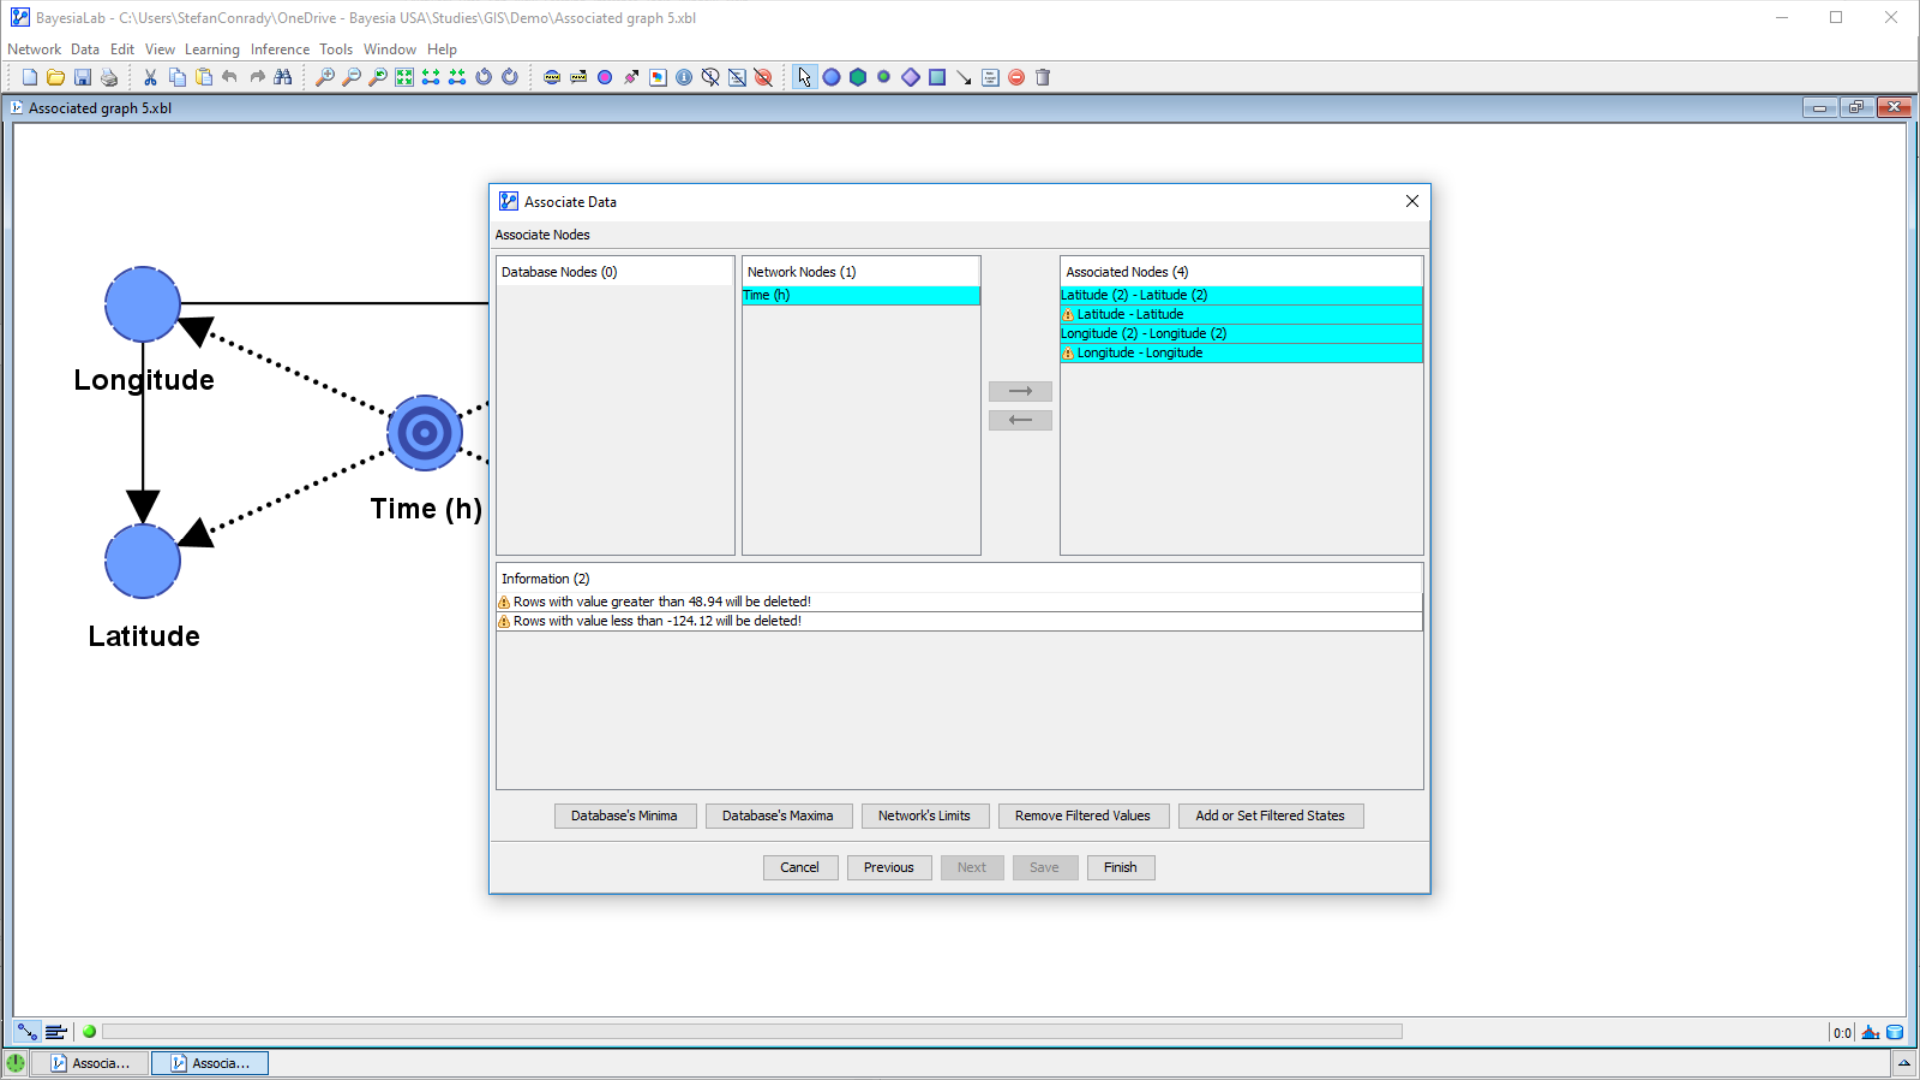 BayesiaLab - C:\Users\StefanConrady\OneDrive - Bayesia USA\Studies\GIS\Demo\Associated graph 5.xbl
Network Data Edit View Learning Inference Tools Window Help
Associated graph 5.xbl
Associate Data
Associate Nodes
Database Nodes (0)
Network Nodes (1)
Time (h)
Associated Nodes (4)
Latitude (2) - Latitude (2)
Latitude - Latitude
Longitude (2) - Longitude (2)
Longitude - Longitude
Longitude
Time (h)
Latitude
Information (2)
Rows with value greater than 48.94 will be deleted!
Rows with value less than -124.12 will be deleted!
Database's Minima Database's Maxima Network's Limits Remove Filtered Values Add or Set Filtered States
Cancel Previous Next Save Finish
0:0
Associa... Associa...